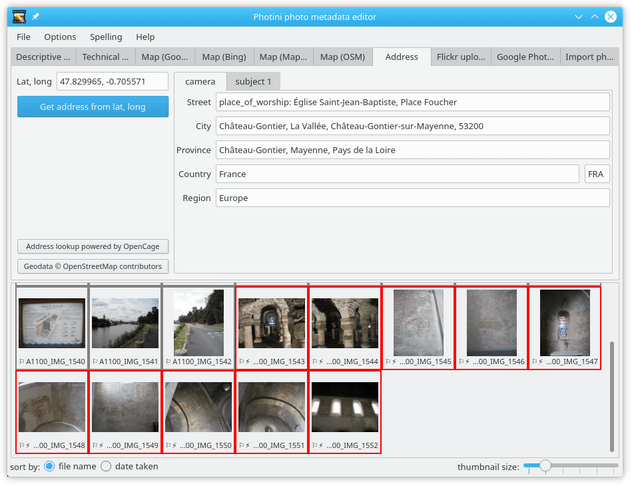 Photini photo metadata editor
File Options Spelling Help
Descriptive ... Technical ... Map (Goo... Map (Bing) Map (Map... Map (OSM) Address Flickr uplo... Google Phot... Import ph...
Lat, long 47.829965, -0.705571
Get address from lat, long
camera subject 1
Street place_of_worship: Église Saint-Jean-Baptiste, Place Foucher
City Château-Gontier, La Vallée, Château-Gontier-sur-Mayenne, 53200
Province Château-Gontier, Mayenne, Pays de la Loire
Country France FRA
Region Europe
Address lookup powered by OpenCage
Geodata © OpenStreetMap contributors
A1100_IMG_1540 A1100_IMG_1541 A1100_IMG_1542 ...00_IMG_1543 ...00_IMG_1544 ...00_IMG_1545 ...00_IMG_1546 ...00_IMG_1547
...00_IMG_1548 ...00_IMG_1549 ...00_IMG_1550 ...00_IMG_1551 ...00_IMG_1552
sort by: file name date taken thumbnail size: